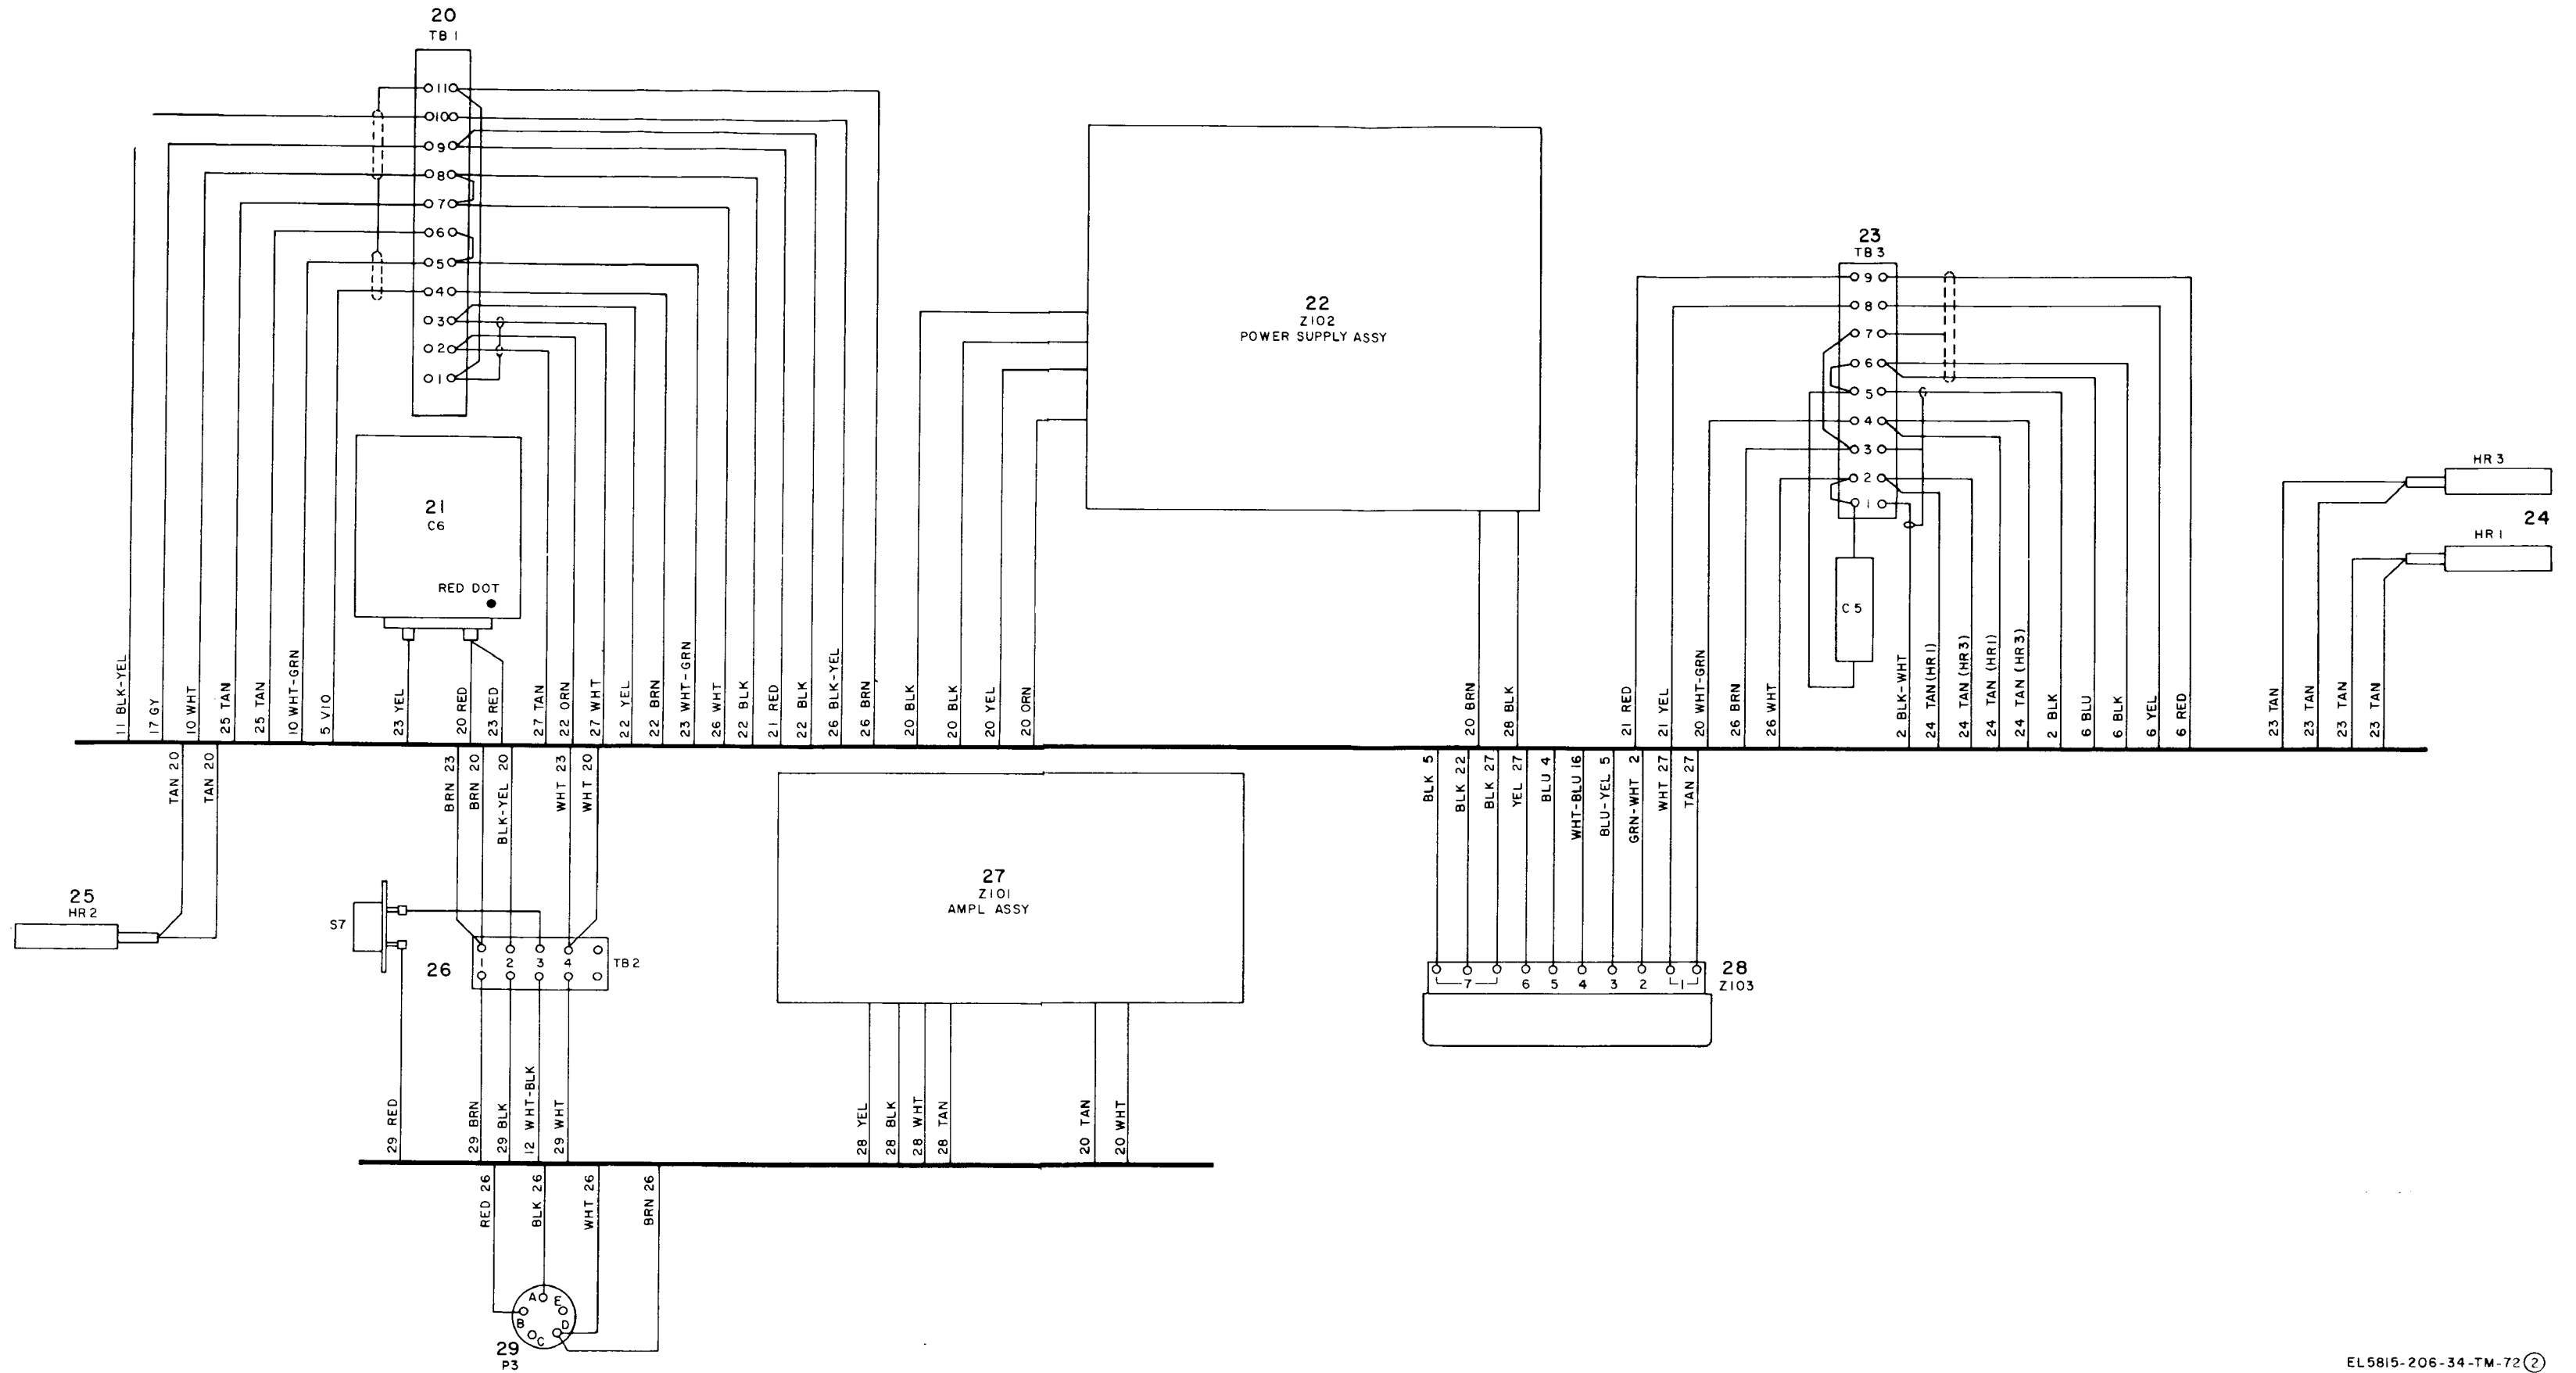 20
TB 1
11
10
9
8
7
6
5
4
3
2
1
21
C6
RED DOT
22
Z102
POWER SUPPLY ASSY
23
TB 3
9
8
7
6
5
4
3
2
1
C 5
HR 3
24
HR 1
11 BLK-YEL
17 GY
10 WHT
25 TAN
25 TAN
10 WHT-GRN
5 VIO
23 YEL
20 RED
23 RED
27 TAN
22 ORN
27 WHT
22 YEL
22 BRN
23 WHT-GRN
26 WHT
22 BLK
21 RED
22 BLK
26 BLK-YEL
26 BRN
20 BLK
20 BLK
20 YEL
20 ORN
20 BRN
28 BLK
21 RED
21 YEL
20 WHT-GRN
26 BRN
26 WHT
2 BLK-WHT
24 TAN (HR1)
24 TAN (HR3)
24 TAN (HR1)
24 TAN (HR3)
2 BLK
6 BLU
6 BLK
6 YEL
6 RED
23 TAN
23 TAN
23 TAN
23 TAN
TAN 20
TAN 20
BRN 23
BRN 20
BLK-YEL 20
WHT 23
WHT 20
BLK 5
BLK 22
BLK 27
YEL 27
BLU 4
WHT-BLU 16
BLU-YEL 5
GRN-WHT 2
WHT 27
TAN 27
25
HR2
S7
26
1
2
3
4
TB2
27
Z101
AMPL ASSY
7
6
5
4
3
2
1
28
Z103
29 RED
29 BRN
29 BLK
12 WHT-BLK
29 WHT
28 YEL
28 BLK
28 WHT
28 TAN
20 TAN
20 WHT
RED 26
BLK 26
WHT 26
BRN 26
A
E
B
D
C
29
P3
EL5815-206-34-TM-72 2